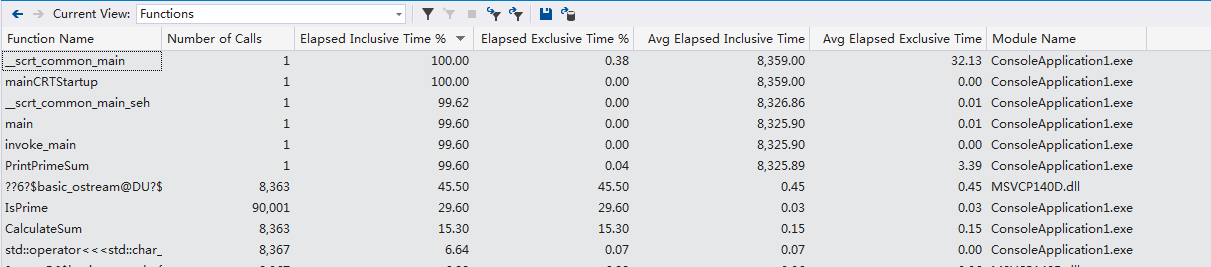 Current View: Functions
Function Name Number of Calls Elapsed Inclusive Time % Elapsed Exclusive Time % Avg Elapsed Inclusive Time Avg Elapsed Exclusive Time Module Name
__scrt_common_main 1 100.00 0.38 8,359.00 32.13 ConsoleApplication1.exe
mainCRTStartup 1 100.00 0.00 8,359.00 0.00 ConsoleApplication1.exe
__scrt_common_main_seh 1 99.62 0.00 8,326.86 0.01 ConsoleApplication1.exe
main 1 99.60 0.00 8,325.90 0.01 ConsoleApplication1.exe
invoke_main 1 99.60 0.00 8,325.90 0.00 ConsoleApplication1.exe
PrintPrimeSum 1 99.60 0.04 8,325.89 3.39 ConsoleApplication1.exe
??6?$basic_ostream@DU?$ 8,363 45.50 45.50 0.45 0.45 MSVCP140D.dll
IsPrime 90,001 29.60 29.60 0.03 0.03 ConsoleApplication1.exe
CalculateSum 8,363 15.30 15.30 0.15 0.15 ConsoleApplication1.exe
std::operator<<<std::char_ 8,367 6.64 0.07 0.07 0.00 ConsoleApplication1.exe